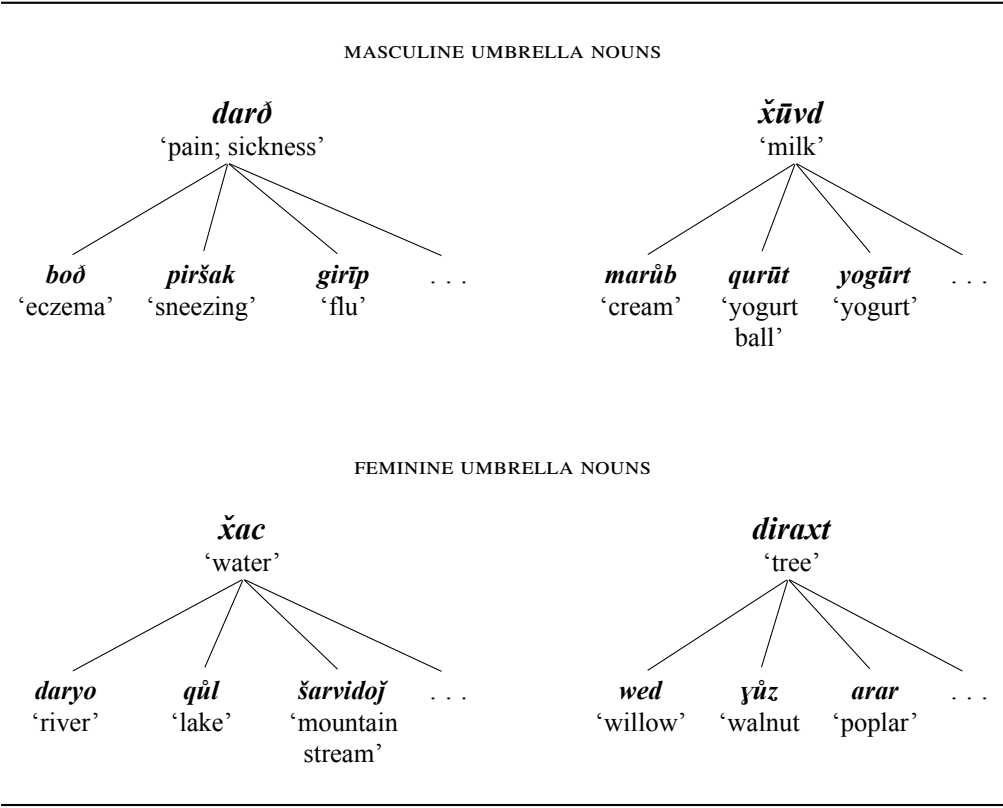 MASCULINE UMBRELLA NOUNS
darð x̌ūvd
‘pain; sickness’ ‘milk’
boð piršak girīp . . . marůb qurūt yogūrt . . .
‘eczema’ ‘sneezing’ ‘flu’ ‘cream’ ‘yogurt ‘yogurt’
ball’
FEMININE UMBRELLA NOUNS
x̌ac diraxt
‘water’ ‘tree’
daryo qůl šarvidoǰ . . . wed ɣůz arar . . .
‘river’ ‘lake’ ‘mountain ‘willow’ ‘walnut ‘poplar’
stream’